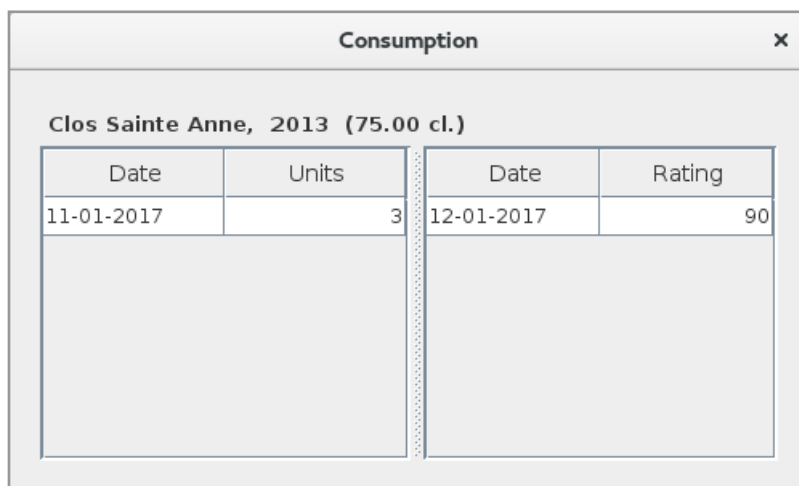 Consumption ×
Clos Sainte Anne, 2013 (75.00 cl.)
Date Units Date Rating
11-01-2017 3 12-01-2017 90